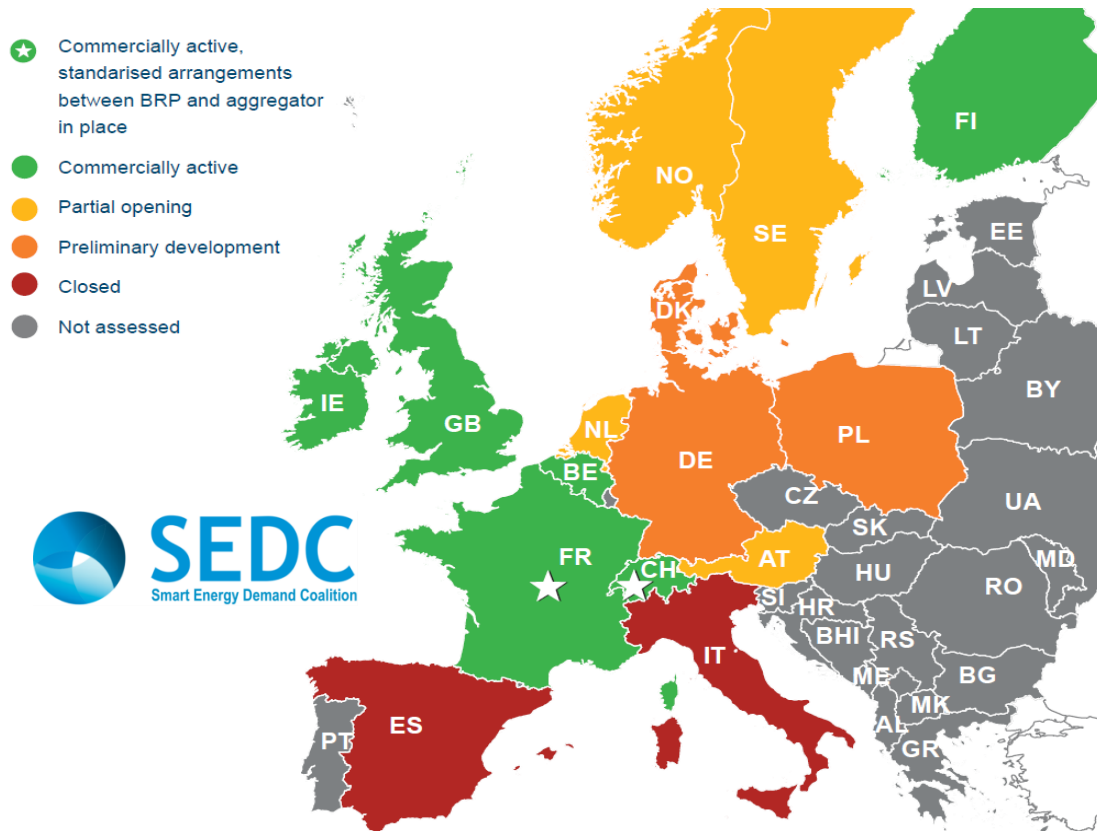 Commercially active,
standarised arrangements
between BRP and aggregator
in place
Commercially active
Partial opening
Preliminary development
Closed
Not assessed
FI
NO
SE
EE
LV
DK
LT
BY
IE
GB
NL
PL
BE
DE
CZ
UA
SK
SEDC
Smart Energy Demand Coalition
FR
CH
AT
HU
MD
RO
SI
HR
BHI
RS
IT
ME
BG
MK
AL
ES
PT
GR